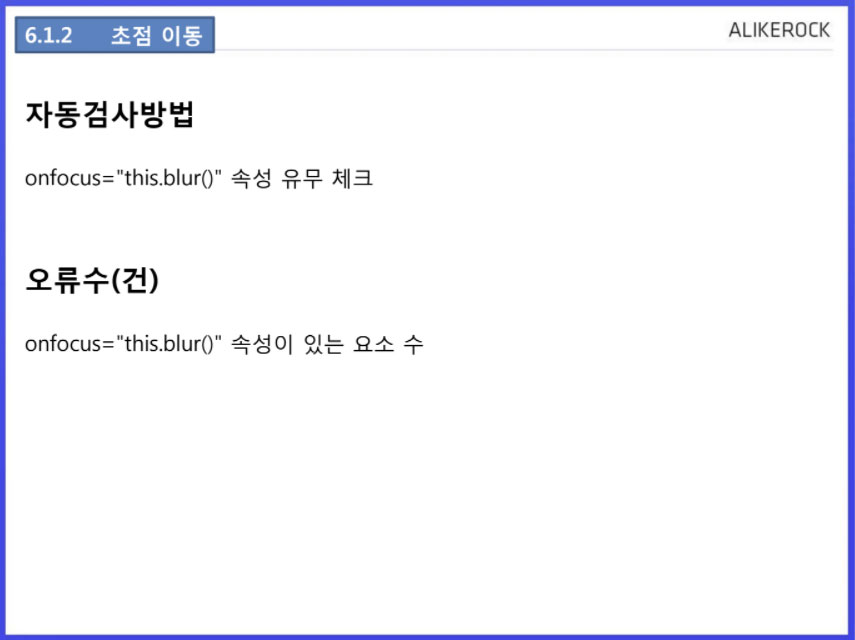 6.1.2 초점 이동
ALIKEROCK
자동검사방법
onfocus="this.blur()" 속성 유무 체크
오류수(건)
onfocus="this.blur()" 속성이 있는 요소 수